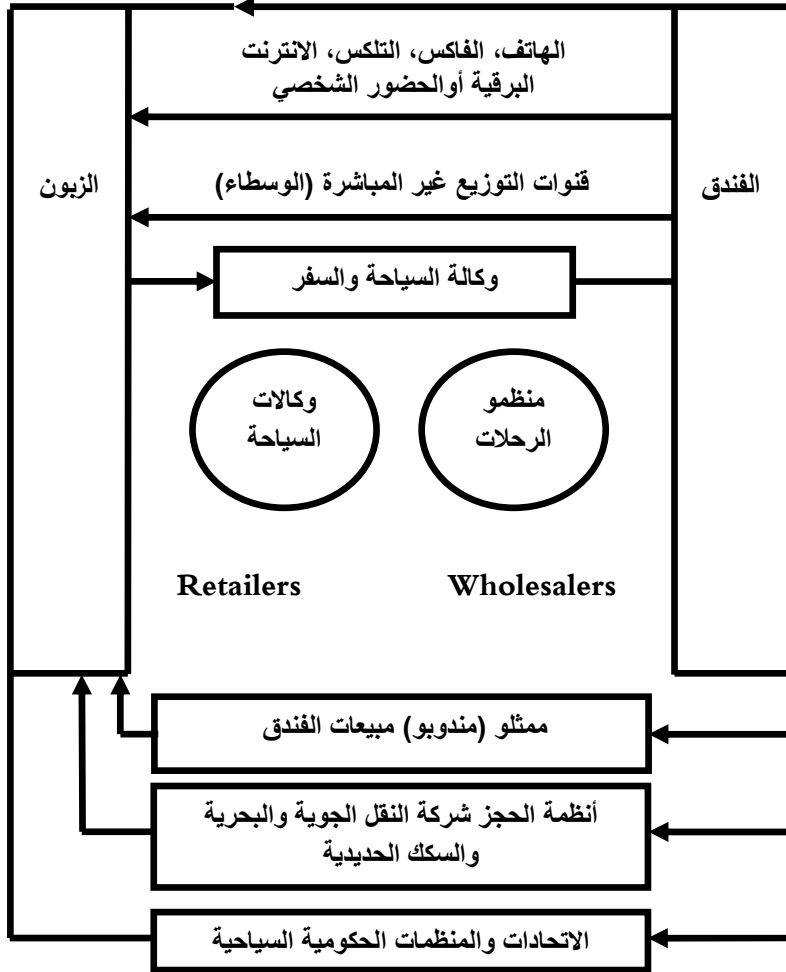 الهاتف، الفاكس، التلكس، الانترنت
البرقية أوالحضور الشخصي
الفندق
قنوات التوزيع غير المباشرة (الوسطاء)
الزبون
وكالة السياحة والسفر
منظمو
الرحلات
وكالات
السياحة
Retailers
Wholesalers
ممثلو (مندوبو) مبيعات الفندق
أنظمة الحجز شركة النقل الجوية والبحرية
والسكك الحديدية
الاتحادات والمنظمات الحكومية السياحية